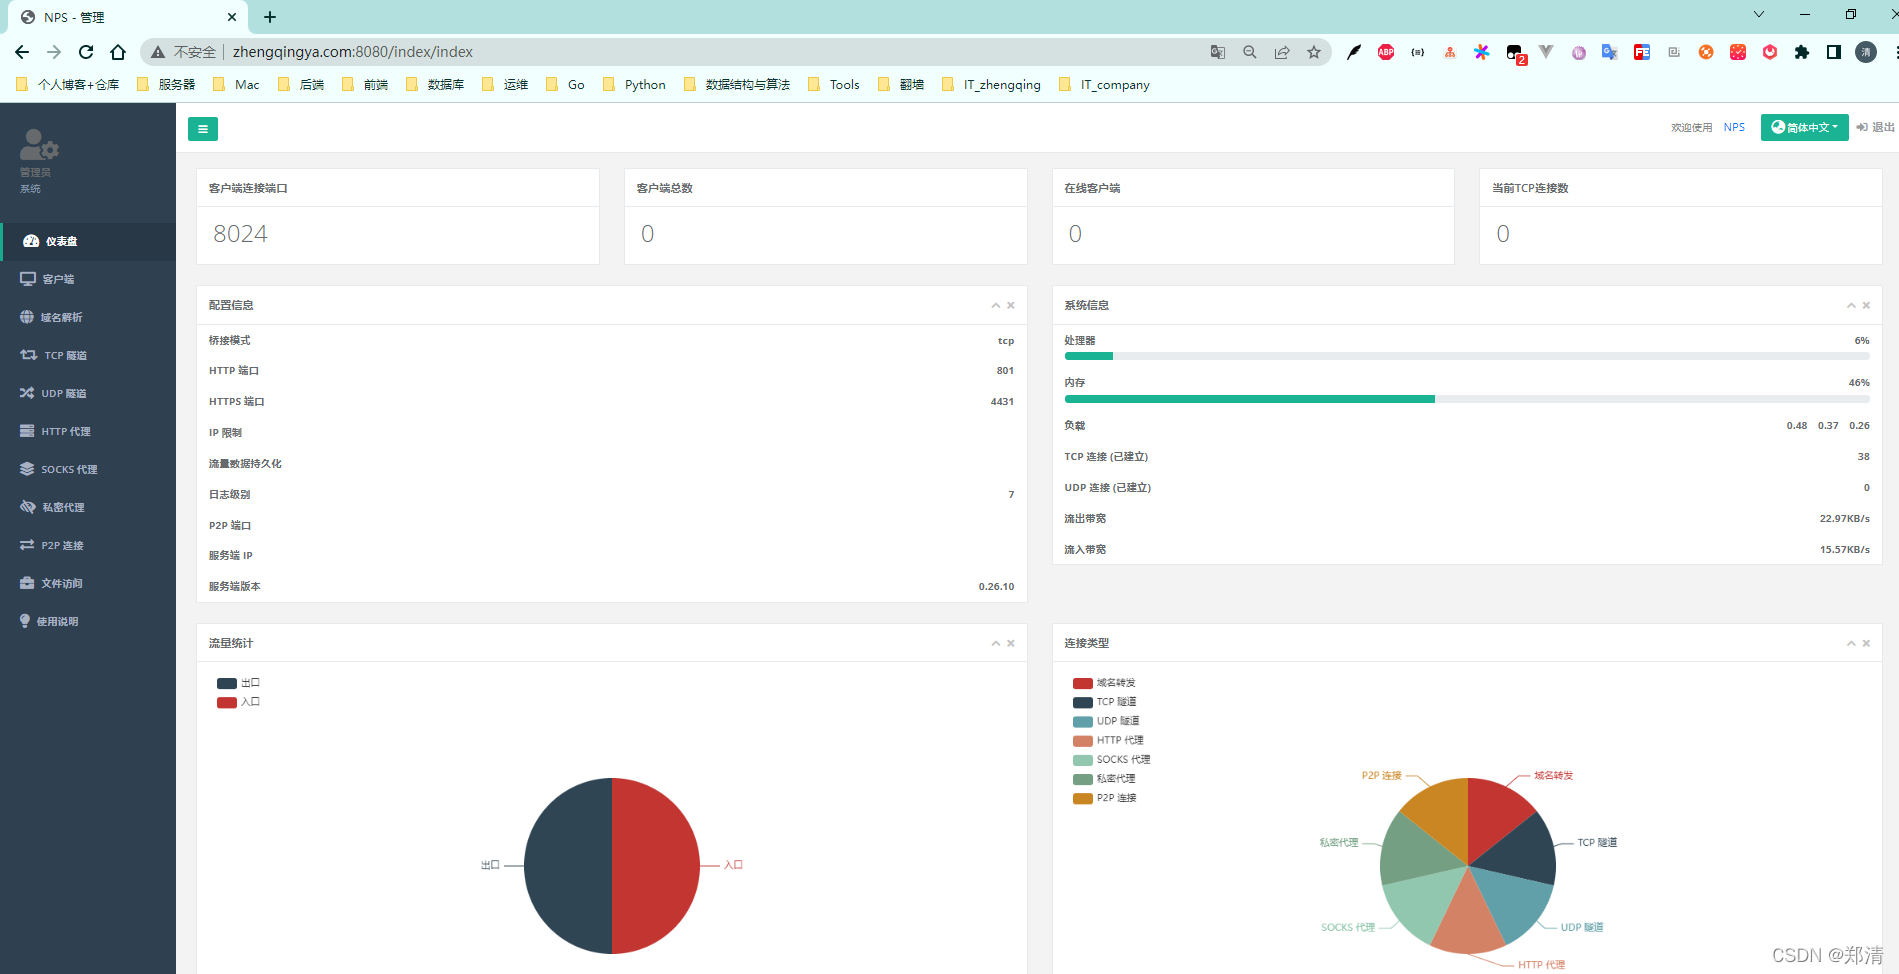 NPS - 管理
不安全 zhengqingya.com:8080/index/index
ABP
2
FE
清
个人博客+仓库 服务器 Mac 后端 前端 数据库 运维 Go Python 数据结构与算法 Tools 翻墙 IT_zhengqing IT_company
管理员
系统
仪表盘
客户端
域名解析
TCP 隧道
UDP 隧道
HTTP 代理
SOCKS 代理
私密代理
P2P 连接
文件访问
使用说明
欢迎使用 NPS 简体中文 退出
客户端连接端口
8024
客户端总数
0
在线客户端
0
当前TCP连接数
0
配置信息
桥接模式 tcp
HTTP 端口 801
HTTPS 端口 4431
IP 限制
流量数据持久化
日志级别 7
P2P 端口
服务端 IP
服务端版本 0.26.10
系统信息
处理器 6%
内存 46%
负载 0.48 0.37 0.26
TCP 连接 (已建立) 38
UDP 连接 (已建立) 0
流出带宽 22.97KB/s
流入带宽 15.57KB/s
流量统计
出口
入口
出口
入口
连接类型
域名转发
TCP 隧道
UDP 隧道
HTTP 代理
SOCKS 代理
私密代理
P2P 连接
P2P 连接
域名转发
私密代理
TCP 隧道
SOCKS 代理
UDP 隧道
HTTP 代理
CSDN @郑清